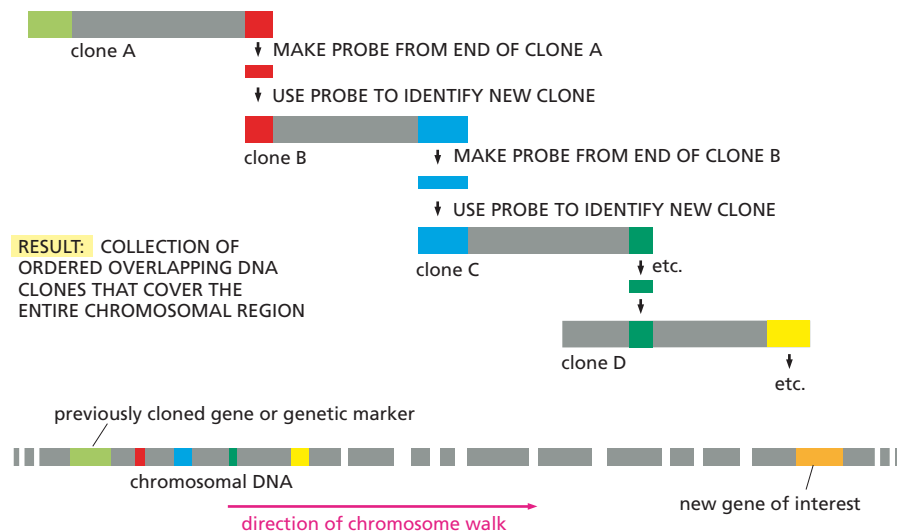 clone A
MAKE PROBE FROM END OF CLONE A
USE PROBE TO IDENTIFY NEW CLONE
clone B
MAKE PROBE FROM END OF CLONE B
USE PROBE TO IDENTIFY NEW CLONE
RESULT: COLLECTION OF
ORDERED OVERLAPPING DNA
CLONES THAT COVER THE
ENTIRE CHROMOSOMAL REGION
clone C
etc.
clone D
etc.
previously cloned gene or genetic marker
chromosomal DNA
new gene of interest
direction of chromosome walk